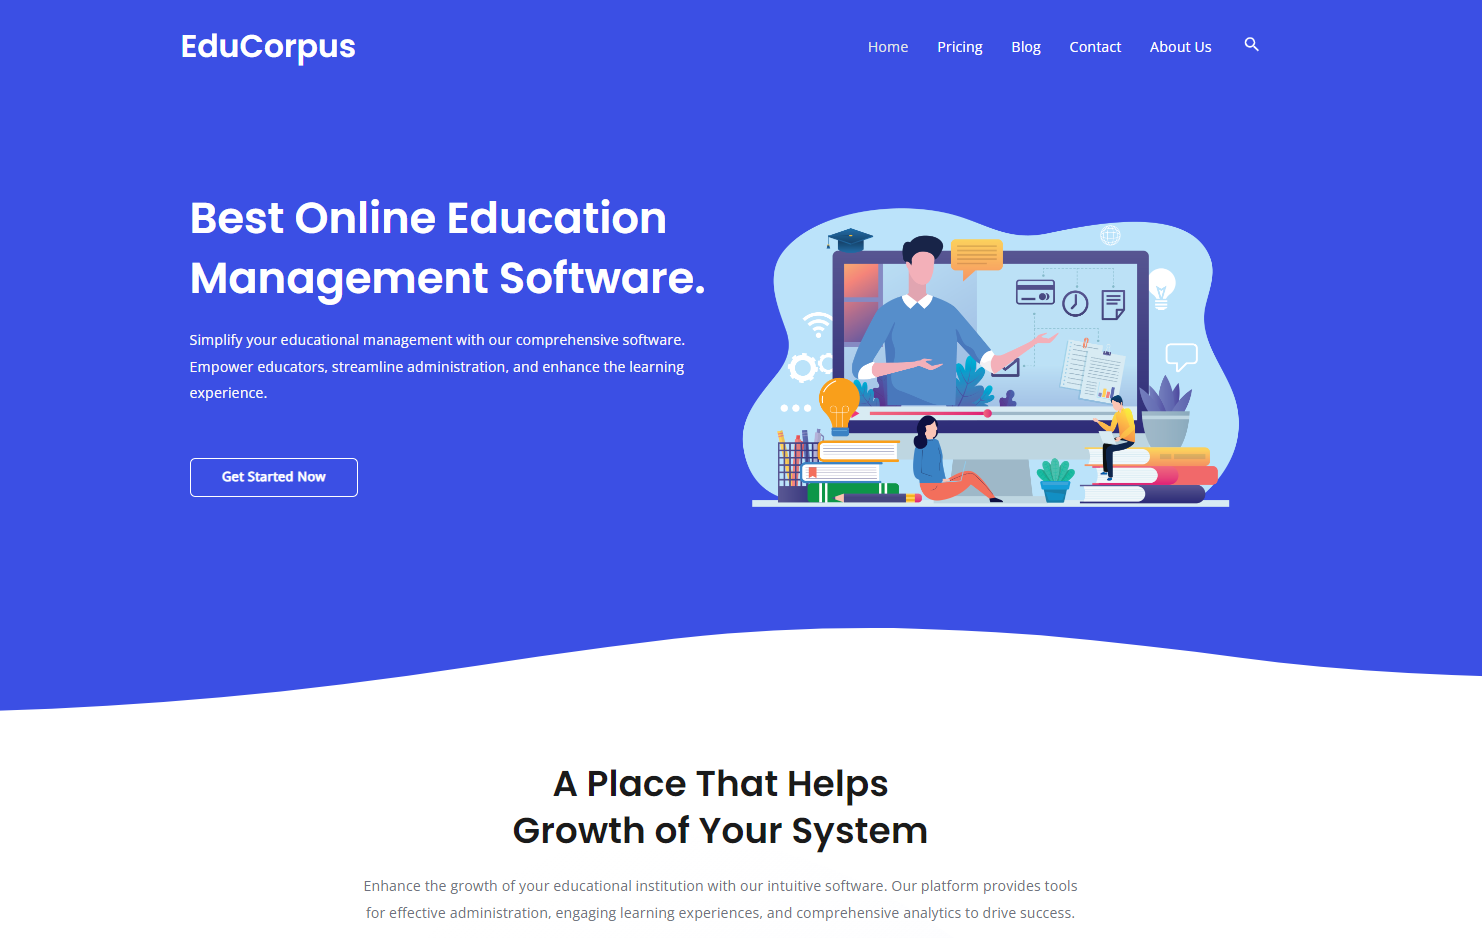 EduCorpus
Home Pricing Blog Contact About Us
Best Online Education
Management Software.
Simplify your educational management with our comprehensive software.
Empower educators, streamline administration, and enhance the learning
experience.
Get Started Now
A Place That Helps
Growth of Your System
Enhance the growth of your educational institution with our intuitive software. Our platform provides tools
for effective administration, engaging learning experiences, and comprehensive analytics to drive success.